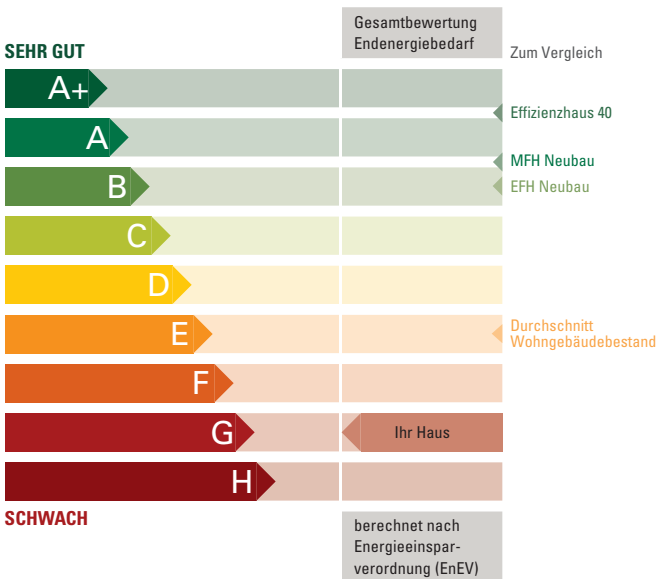 Gesamtbewertung
Endenergiebedarf
SEHR GUT
Zum Vergleich
A+
Effizienzhaus 40
A
MFH Neubau
B
EFH Neubau
C
D
E
Durchschnitt
Wohngebäudebestand
F
G
Ihr Haus
H
SCHWACH
berechnet nach
Energieeinspar-
verordnung (EnEV)